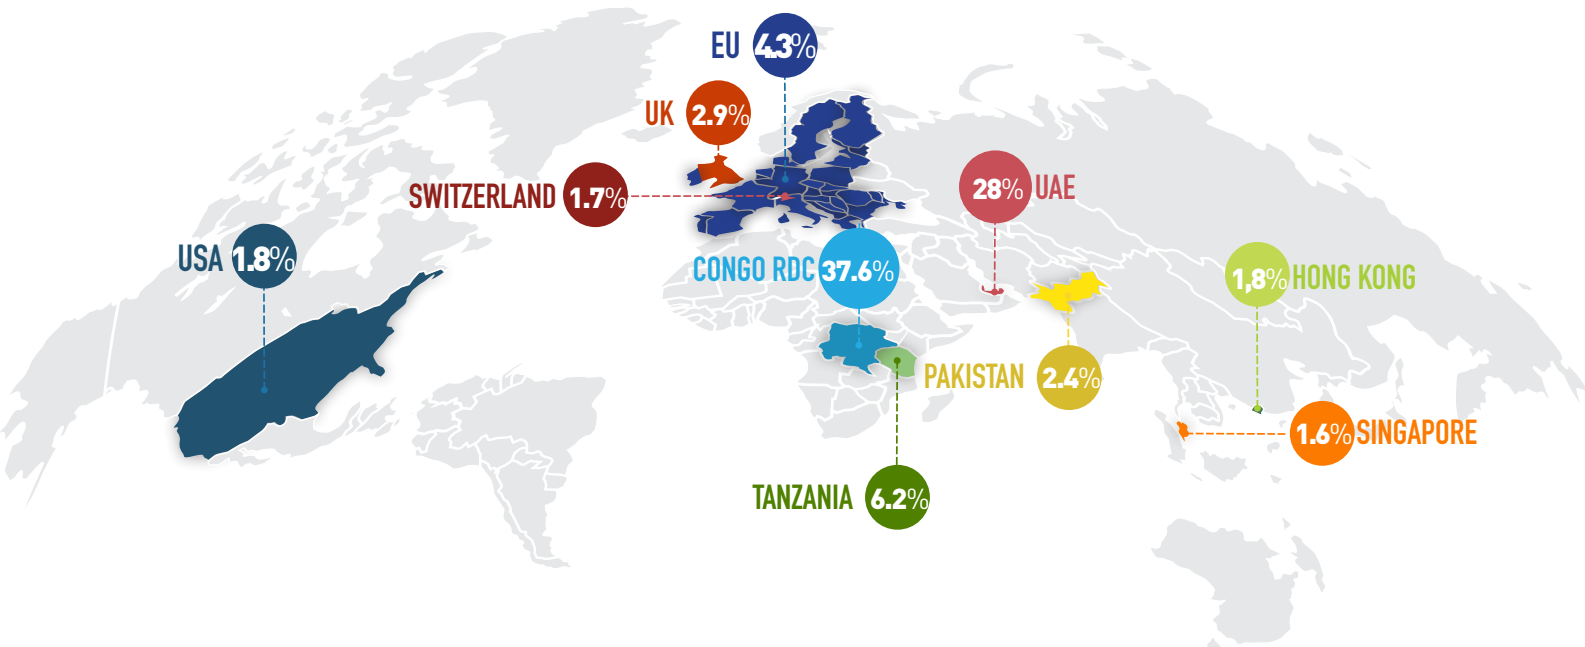 EU 4.3%
UK 2.9%
SWITZERLAND 1.7%
28% UAE
USA 1.8%
CONGO RDC 37.6%
1,8% HONG KONG
PAKISTAN 2.4%
1.6% SINGAPORE
TANZANIA 6.2%